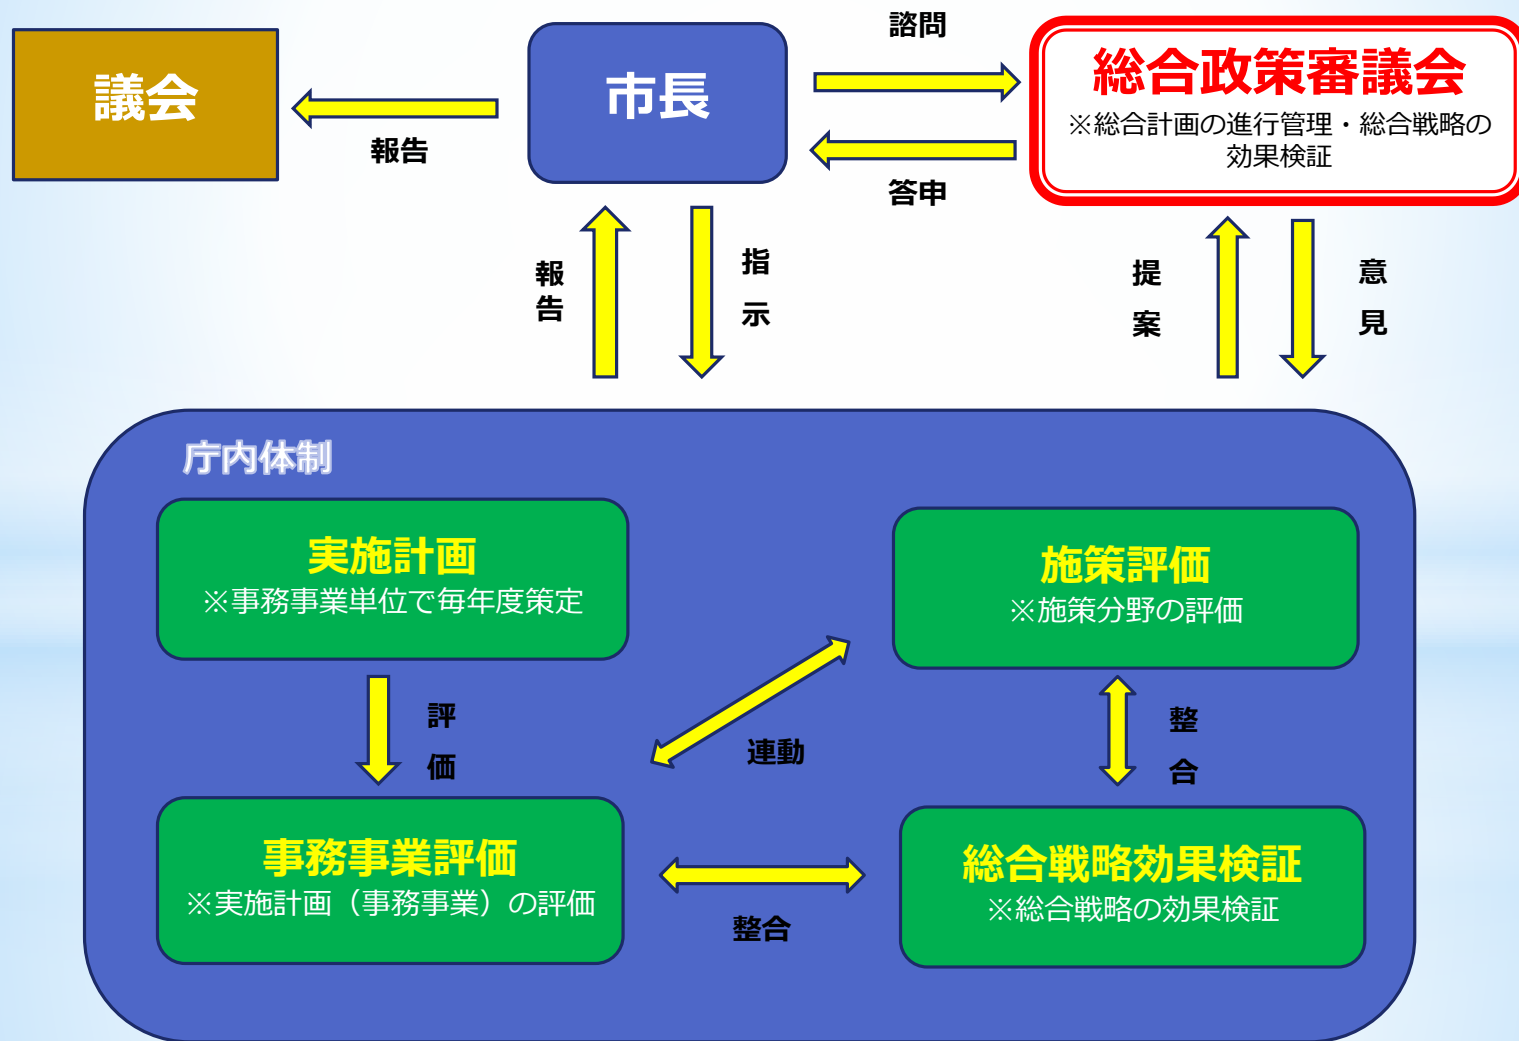 議会
市長
諮問
総合政策審議会
※総合計画の進行管理・総合戦略の
効果検証
報告
答申
報
告
指
示
提
案
意
見
庁内体制
実施計画
※事務事業単位で毎年度策定
施策評価
※施策分野の評価
評
価
連動
整
合
事務事業評価
※実施計画（事務事業）の評価
整合
総合戦略効果検証
※総合戦略の効果検証